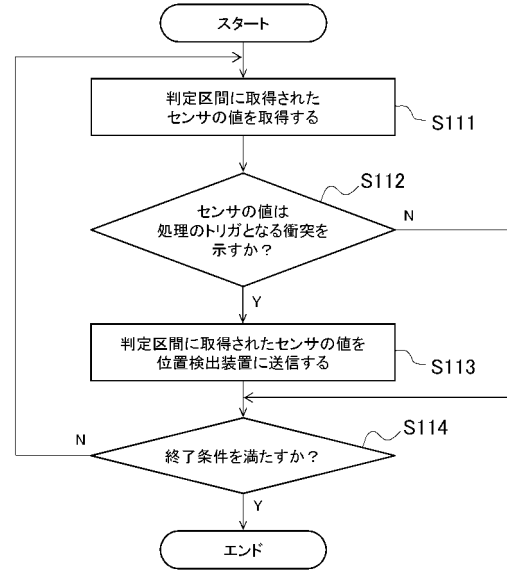 スタート
判定区間に取得された
センサの値を取得する
S111
S112
センサの値は
処理のトリガとなる衝突を
示すか？
N
Y
判定区間に取得されたセンサの値を
位置検出装置に送信する
S113
N
S114
終了条件を満たすか？
Y
エンド